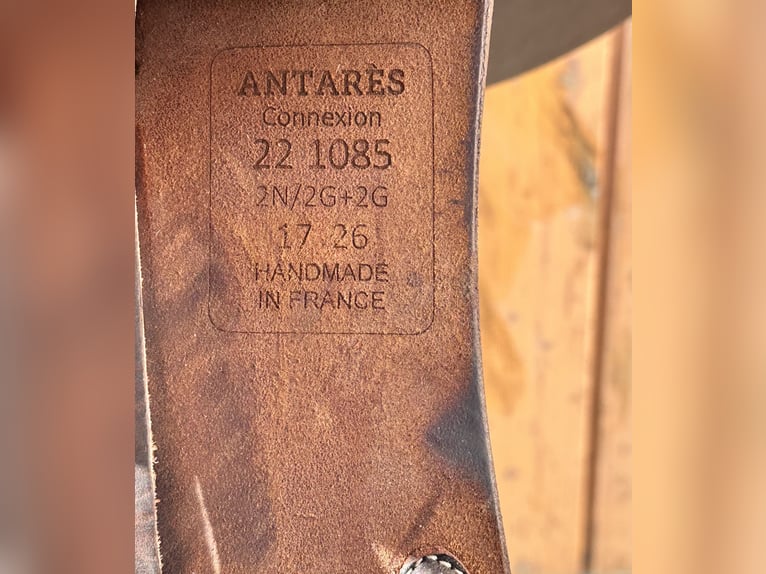 ANTARÈS
Connexion
22 1085
2N/2G+2G
17 26
HANDMADE
IN FRANCE